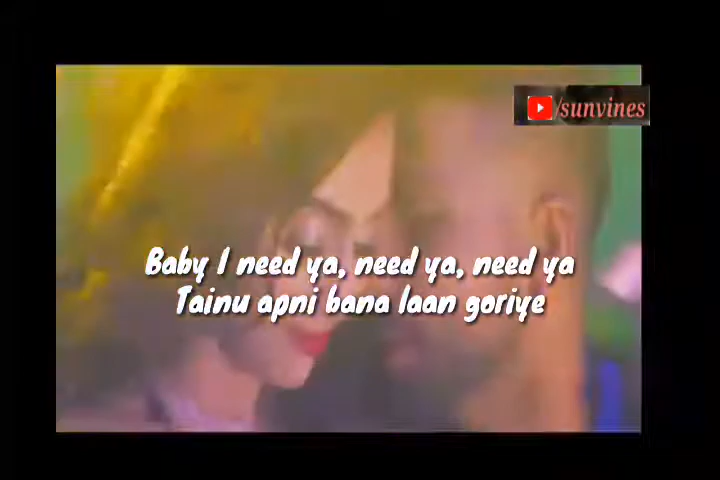 /sunvines
Baby I need ya, need ya, need ya
Tainu apni bana laan goriye